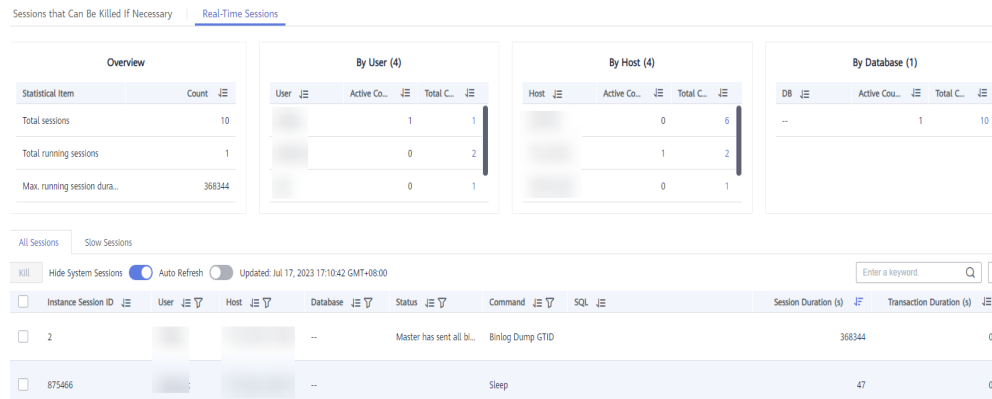 Sessions that Can Be Killed If Necessary Real-Time Sessions
Overview
Statistical Item Count
Total sessions 10
Total running sessions 1
Max. running session dura... 368344
By User (4)
User Active Co... Total C...
1 1
0 2
0 1
By Host (4)
Host Active Co... Total C...
0 6
1 2
0 1
By Database (1)
DB Active Cou... Total C...
-- 1 10
All Sessions Slow Sessions
Kill Hide System Sessions Auto Refresh Updated: Jul 17, 2023 17:10:42 GMT+08:00 Enter a keyword.
Instance Session ID User Host Database Status Command SQL Session Duration (s) Transaction Duration (s)
2 -- Master has sent all bi... Binlog Dump GTID 368344 0
875466 -- Sleep 47 0